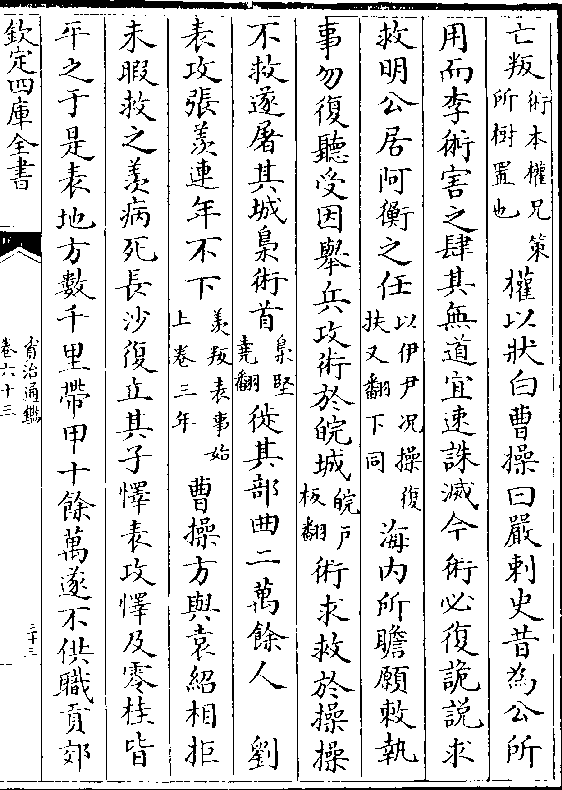 亡叛術本權兄策所樹置也權以狀白曹操曰嚴刺史昔為公所
用而李術害之肆其無道宜速誅滅今術必復詭説求
救明公居阿衡之任以伊尹况操復扶又翻下同海内所瞻願敕執
事勿復聽受因舉兵攻術於皖城皖户板翻術求救於操操
不救遂屠其城梟術首梟堅堯翻徙其部曲二萬餘人　劉
表攻張羨連年不下羨叛表事始上卷三年曹操方與袁紹相拒
未暇救之羨病死長沙復立其子懌表攻懌及零桂皆
平之于是表地方數千里帶甲十餘萬遂不供職貢郊
欽定四庫全書
資治通鑑
卷六十三
二十三